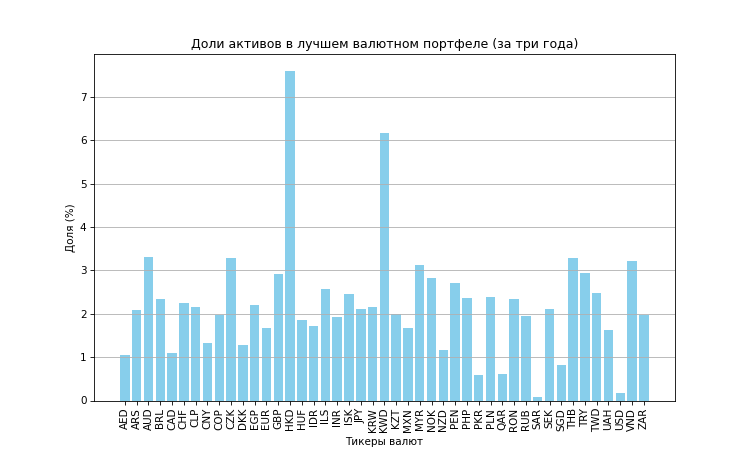 Доли активов в лучшем валютном портфеле (за три года)
Доля (%)
7
6
5
4
3
2
1
0
AED
ARS
AUD
BRL
CAD
CHF
CLP
CNY
COP
CZK
DKK
EGP
EUR
GBP
HKD
HUF
IDR
ILS
INR
ISK
JPY
KRW
KWD
KZT
MXN
MYR
NOK
NZD
PEN
PHP
PKR
PLN
QAR
RON
RUB
SAR
SEK
SGD
THB
TRY
TWD
UAH
USD
VND
ZAR
Тикеры валют